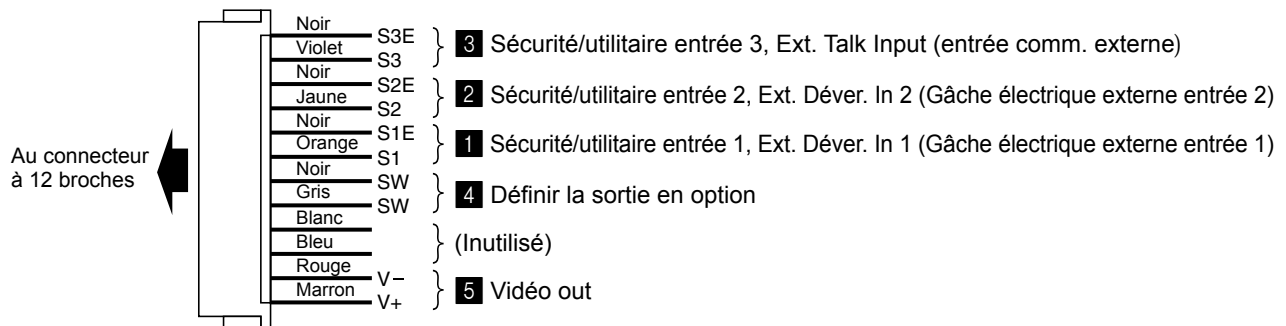 Noir
S3E
Violet
S3
3 Sécurité/utilitaire entrée 3, Ext. Talk Input (entrée comm. externe)
Noir
S2E
Jaune
S2
2 Sécurité/utilitaire entrée 2, Ext. Déver. In 2 (Gâche électrique externe entrée 2)
Noir
S1E
Orange
S1
1 Sécurité/utilitaire entrée 1, Ext. Déver. In 1 (Gâche électrique externe entrée 1)
Au connecteur
à 12 broches
Noir
SW
Gris
SW
4 Définir la sortie en option
Blanc
Bleu
(Inutilisé)
Rouge
V−
Marron
V+
5 Vidéo out